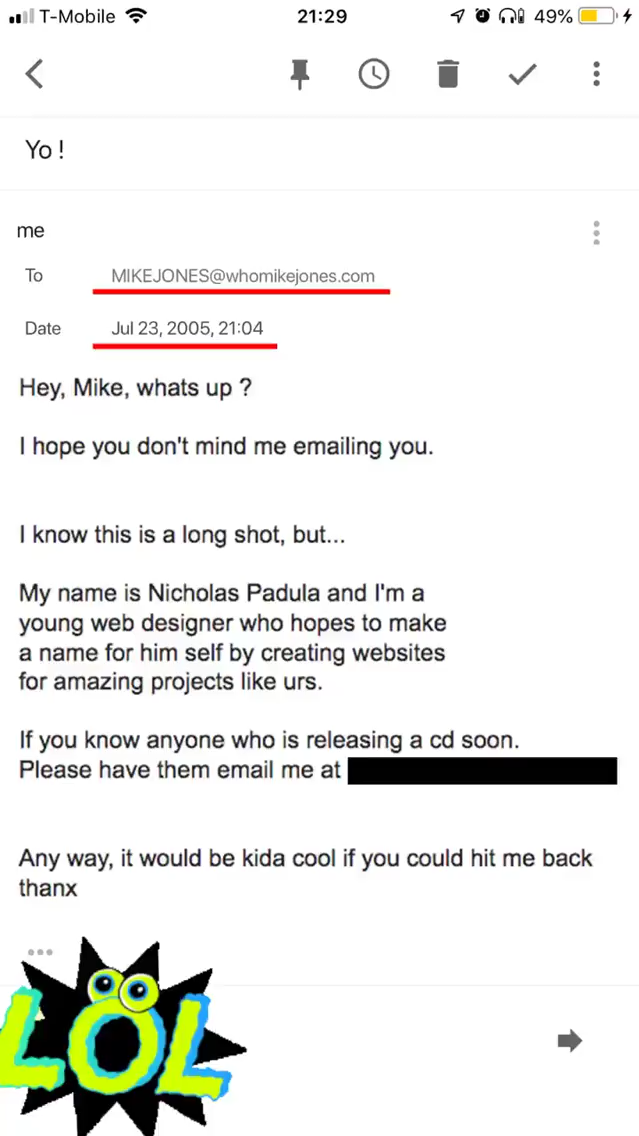 T-Mobile 21:29 49%
Yo !
me
To MIKEJONES@whomikejones.com
Date Jul 23, 2005, 21:04
Hey, Mike, whats up ?
I hope you don't mind me emailing you.
I know this is a long shot, but...
My name is Nicholas Padula and I'm a
young web designer who hopes to make
a name for him self by creating websites
for amazing projects like urs.
If you know anyone who is releasing a cd soon.
Please have them email me at
Any way, it would be kida cool if you could hit me back
thanx
LOL